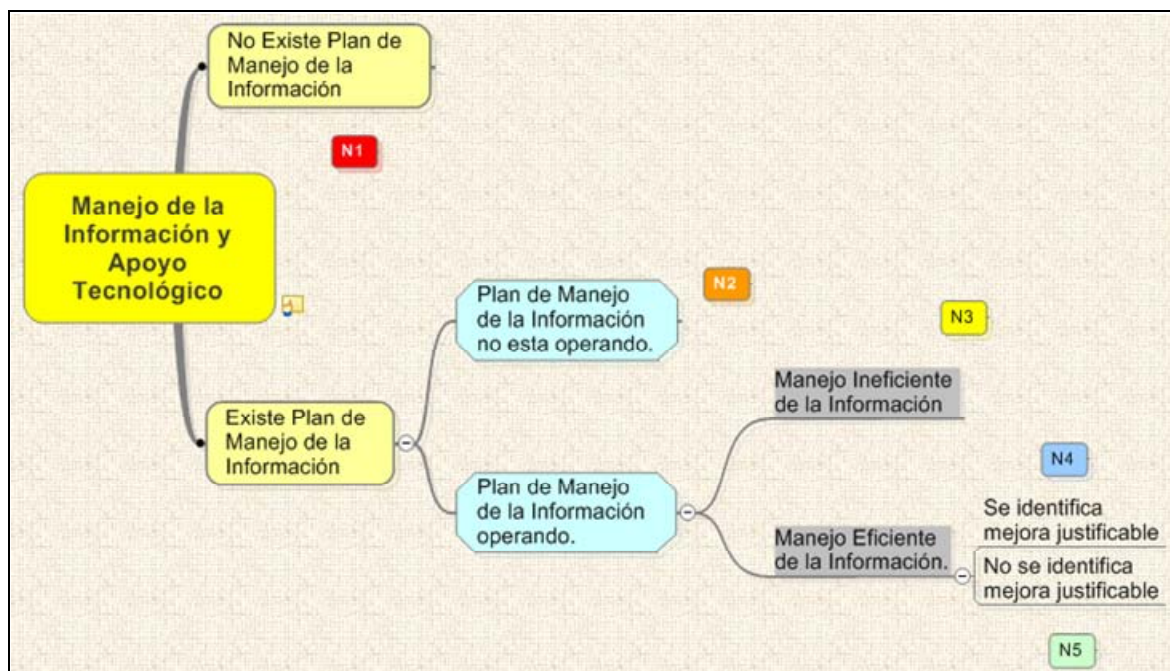 No Existe Plan de
Manejo de la
Información
N1
Manejo de la
Información y
Apoyo
Tecnológico
Plan de Manejo
de la Información
no esta operando.
N2
N3
Manejo Ineficiente
de la Información
Existe Plan de
Manejo de la
Información
Plan de Manejo
de la Información
operando.
N4
Manejo Eficiente
de la Información.
Se identifica
mejora justificable
No se identifica
mejora justificable
N5